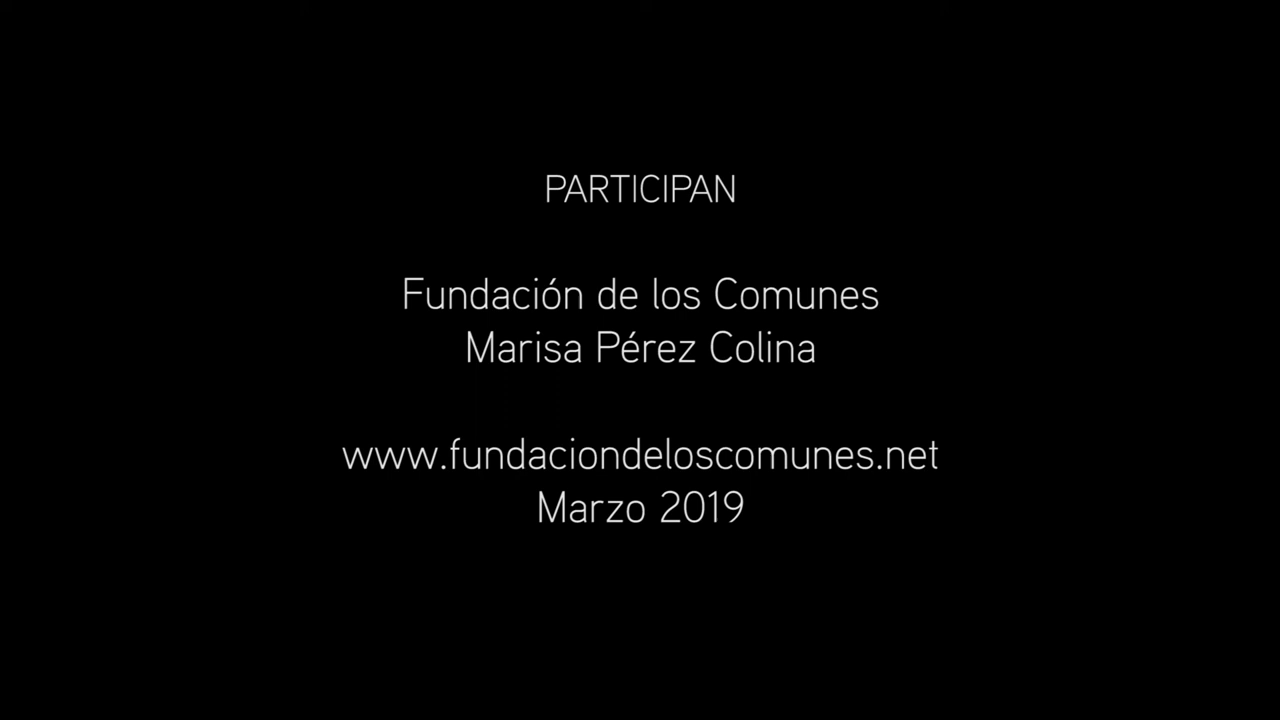 PARTICIPAN
Fundación de los Comunes
Marisa Pérez Colina
www.fundaciondeloscomunes.net
Marzo 2019